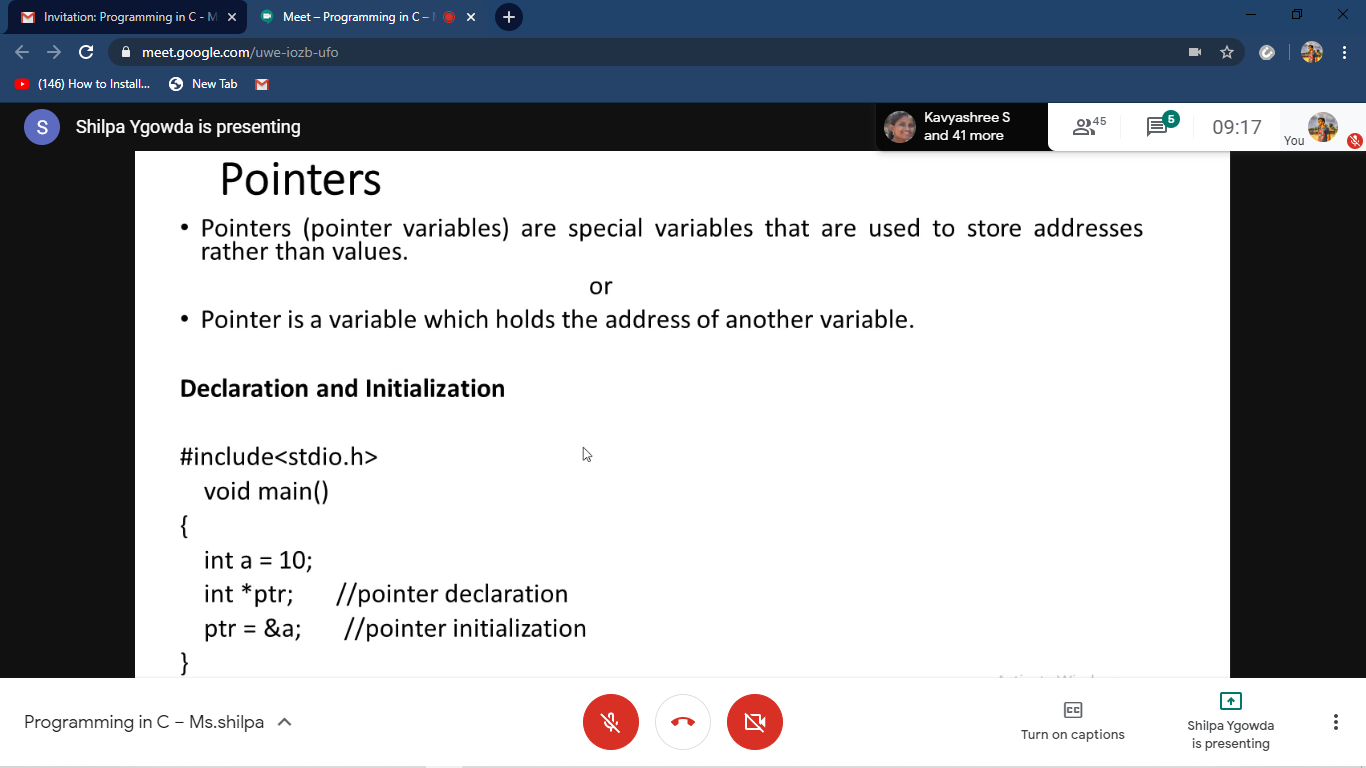 Invitation: Programming in C - M
Meet – Programming in C –
meet.google.com/uwe-iozb-ufo
(146) How to Install...
New Tab
S
Shilpa Ygowda is presenting
Kavyashree S
and 41 more
45
5
09:17
You
Pointers
• Pointers (pointer variables) are special variables that are used to store addresses
rather than values.
or
• Pointer is a variable which holds the address of another variable.
Declaration and Initialization
#include<stdio.h>
void main()
{
int a = 10;
int *ptr; //pointer declaration
ptr = &a; //pointer initialization
}
Programming in C – Ms.shilpa
CC
Turn on captions
Shilpa Ygowda
is presenting